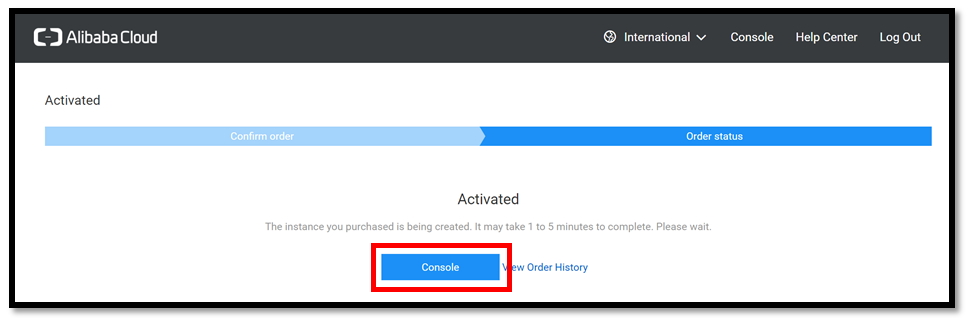 Alibaba Cloud International Console Help Center Log Out
Activated
Confirm order Order status
Activated
The instance you purchased is being created. It may take 1 to 5 minutes to complete. Please wait.
Console View Order History